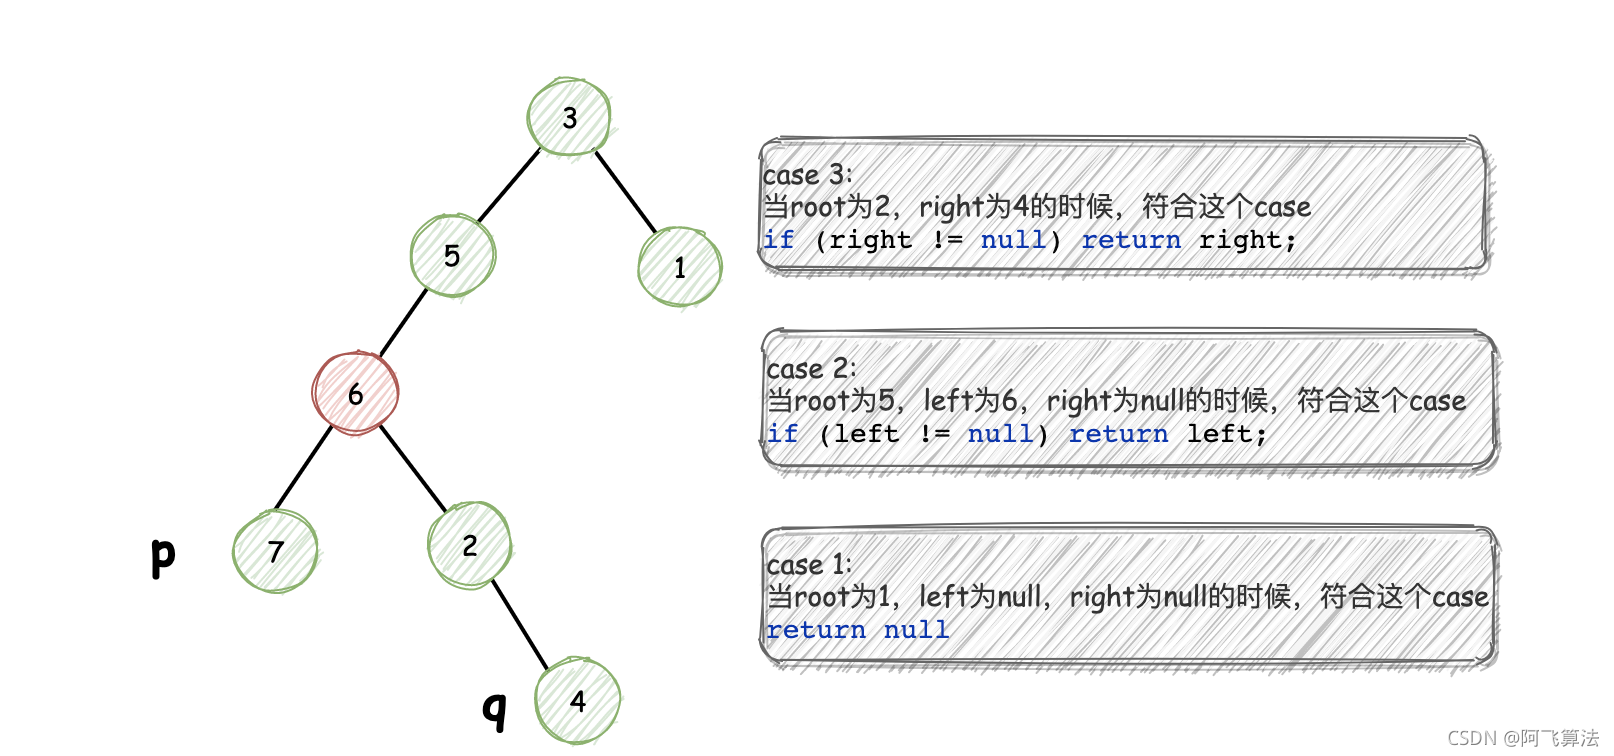 3
5
1
6
p
7
2
q
4
case 3:
当root为2，right为4的时候，符合这个case
if (right != null) return right;
case 2:
当root为5，left为6，right为null的时候，符合这个case
if (left != null) return left;
case 1:
当root为1，left为null，right为null的时候，符合这个case
return null
CSDN @阿飞算法